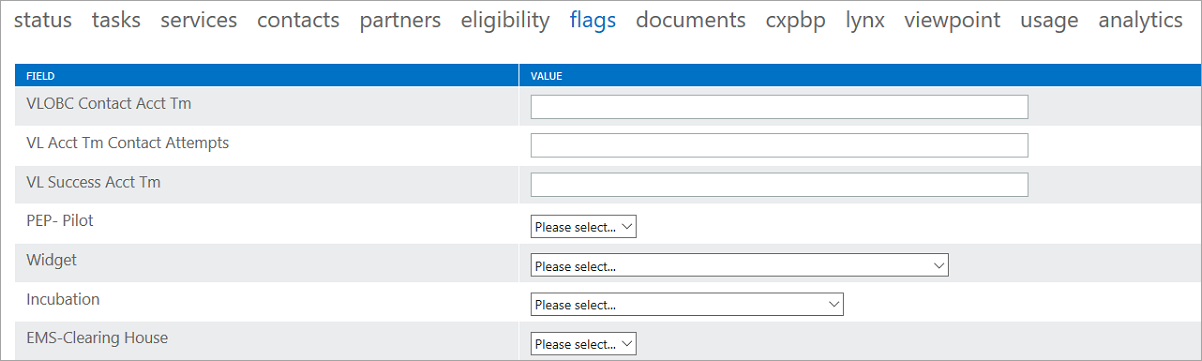 status tasks services contacts partners eligibility flags documents cxpbp lynx viewpoint usage analytics
FIELD VALUE
VLOBC Contact Acct Tm
VL Acct Tm Contact Attempts
VL Success Acct Tm
PEP- Pilot Please select...
Widget Please select...
Incubation Please select...
EMS-Clearing House Please select...